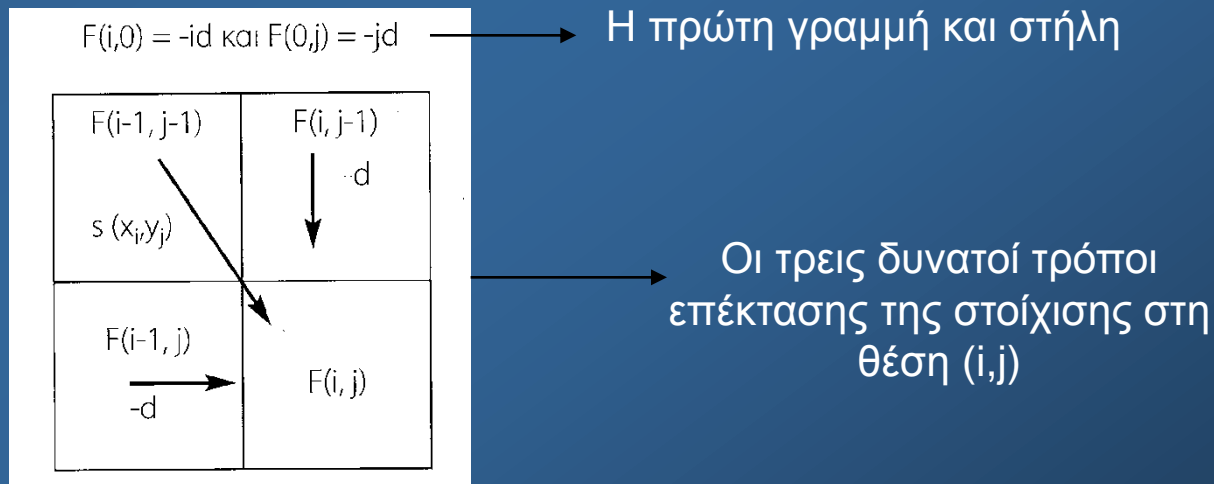 F(i,0) = -id και F(0,j) = -jd
Η πρώτη γραμμή και στήλη
F(i-1, j-1)
F(i, j-1)
-d
s (xi,yj)
Οι τρεις δυνατοί τρόποι
επέκτασης της στοίχισης στη
θέση (i,j)
F(i-1, j)
-d
F(i, j)